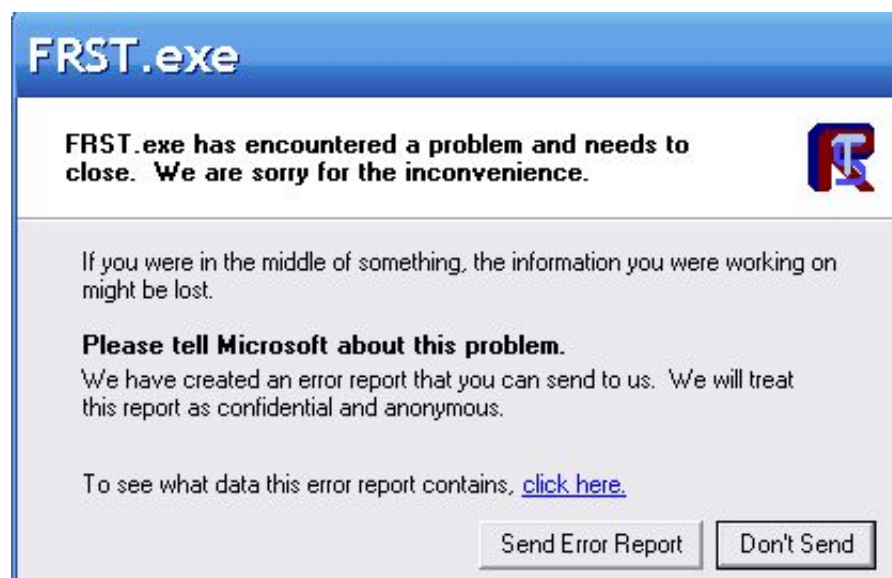 FRST.exe
FRST.exe has encountered a problem and needs to
close.  We are sorry for the inconvenience.
If you were in the middle of something, the information you were working on
might be lost.
Please tell Microsoft about this problem.
We have created an error report that you can send to us.  We will treat
this report as confidential and anonymous.
To see what data this error report contains, click here.
Send Error Report
Don't Send